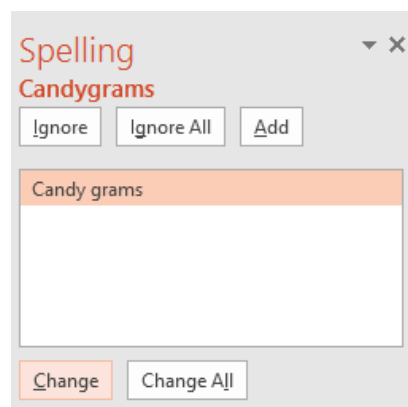 Spelling
Candygrams
Ignore Ignore All Add
Candy grams
Change Change All